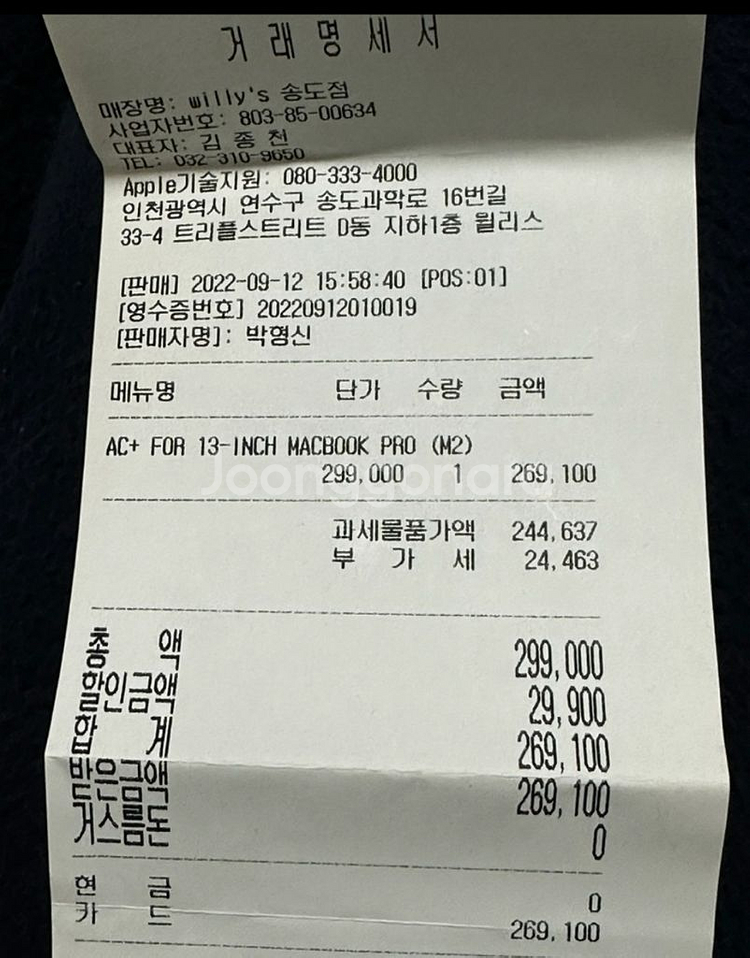 거래명세서
매장명: willy's 송도점
사업자번호: 803-85-00634
대표자: 김 종 천
TEL: 032-310-9650
Apple기술지원: 080-333-4000
인천광역시 연수구 송도과학로 16번길
33-4 트리플스트리트 D동 지하1층 윌리스
[판매] 2022-09-12 15:58:40 [POS:01]
[영수증번호] 20220912010019
[판매자명]: 박형신
메뉴명 단가 수량 금액
AC+ FOR 13-INCH MACBOOK PRO (M2)
299,000 1 269,100
Joonggonara
과세물품가액 244,637
부 가 세 24,463
총 액 299,000
할인금액 29,900
합 계 269,100
받은금액 269,100
거스름돈 0
현 금 0
카 드 269,100